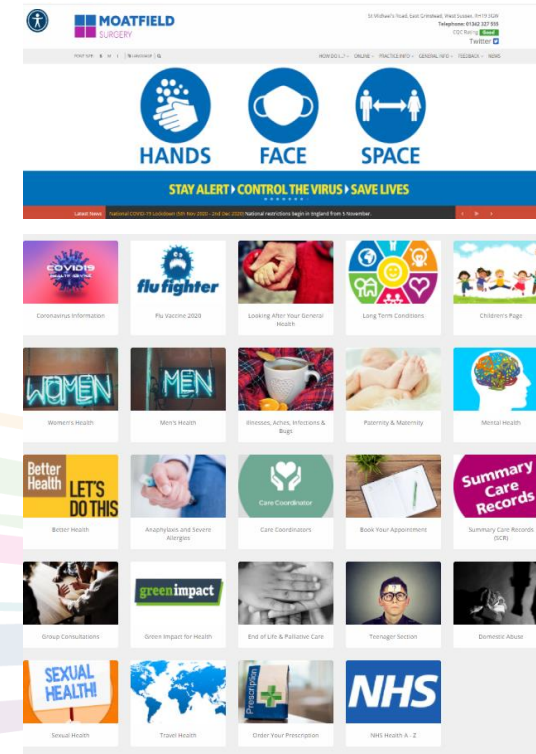 MOATFIELD
SURGERY
St Michael's Road, East Grinstead, West Sussex, RH19 3GW
Telephone: 01342 327 555
CQC Rating Good
Twitter
FONT SIZE S M L LANGUAGE
HOW DO I...? ONLINE PRACTICE INFO GENERAL INFO FEEDBACK NEWS
HANDS FACE SPACE
STAY ALERT CONTROL THE VIRUS SAVE LIVES
Latest News National COVID-19 Lockdown (5th Nov 2020 - 2nd Dec 2020) National restrictions begin in England from 5 November.
COVID19
flu fighter
Coronavirus Information
Flu Vaccine 2020
Looking After Your General
Health
Long Term Conditions
Children's Page
WOMEN
MEN
Women's Health
Men's Health
Illnesses, Aches, Infections &
Bugs
Paternity & Maternity
Mental Health
Better
Health
LET'S
DO THIS
Care Coordinator
Summary
Care
Records
Better Health
Anaphylaxis and Severe
Allergies
Care Coordinators
Book Your Appointment
Summary Care Records
(SCR)
green impact
Group Consultations
Green Impact for Health
End of Life & Palliative Care
Teenager Section
Domestic Abuse
SEXUAL
HEALTH!
Prescription
NHS
Sexual Health
Travel Health
Order Your Prescription
NHS Health A - Z